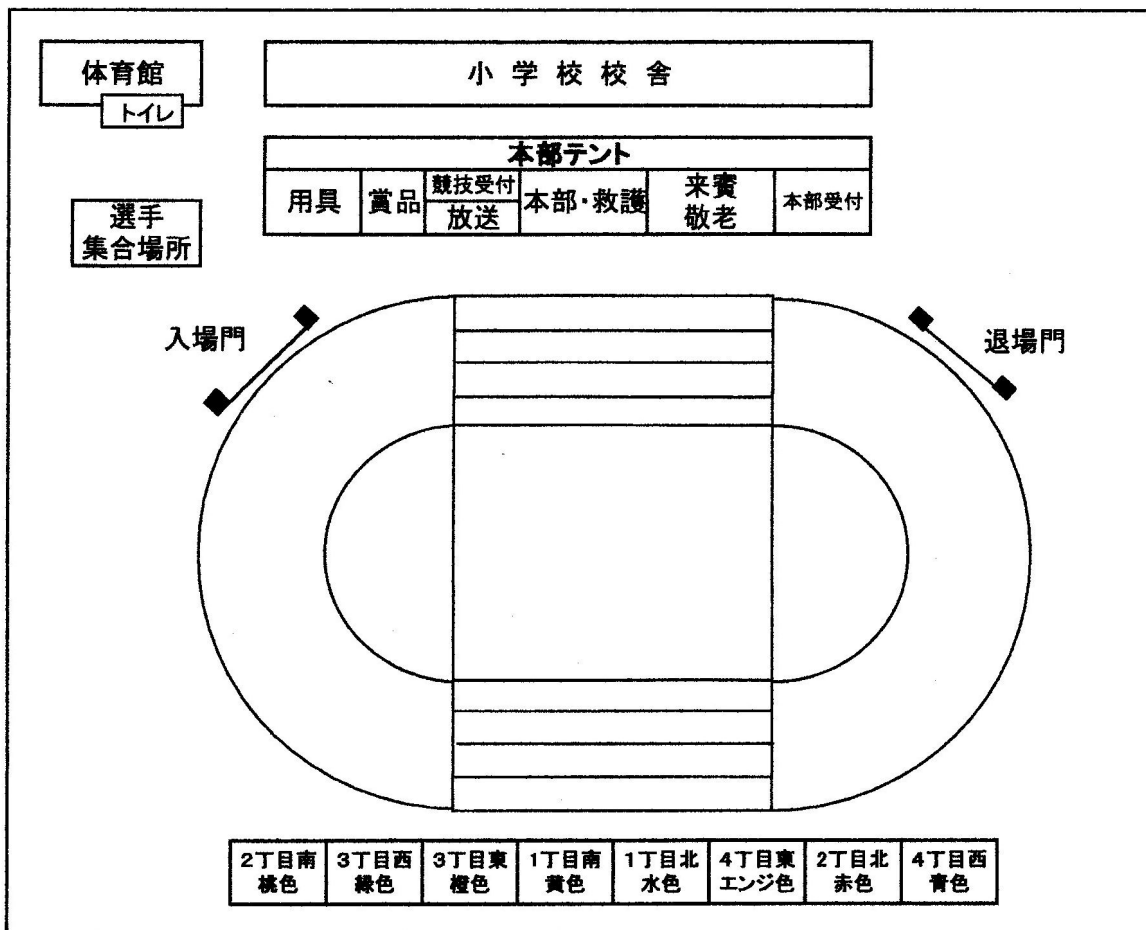 体育館
トイレ
小学校校舎
本部テント
用具
賞品
競技受付
放送
本部・救護
来賓
敬老
本部受付
選手
集合場所
入場門
退場門
2丁目南
桃色
3丁目西
緑色
3丁目東
橙色
1丁目南
黄色
1丁目北
水色
4丁目東
エンジ色
2丁目北
赤色
4丁目西
青色